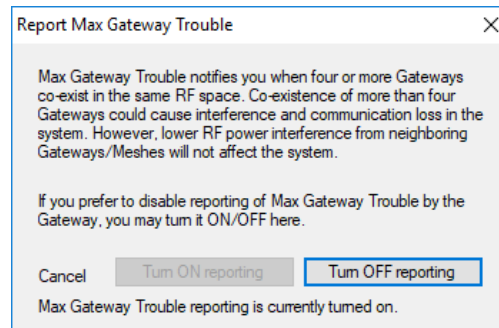 Report Max Gateway Trouble
Max Gateway Trouble notifies you when four or more Gateways
co-exist in the same RF space. Co-existence of more than four
Gateways could cause interference and communication loss in the
system. However, lower RF power interference from neighboring
Gateways/Meshes will not affect the system.
If you prefer to disable reporting of Max Gateway Trouble by the
Gateway, you may turn it ON/OFF here.
Cancel Turn ON reporting Turn OFF reporting
Max Gateway Trouble reporting is currently turned on.